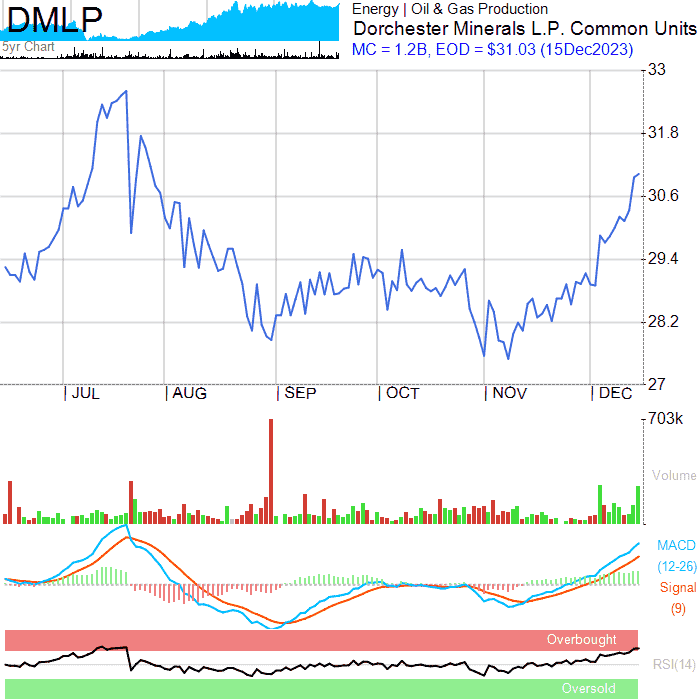 DMLP
5yr Chart
Energy | Oil & Gas Production
Dorchester Minerals L.P. Common Units
MC = 1.2B, EOD = $31.03 (15Dec2023)
33
31.8
30.6
29.4
28.2
27
| JUL | AUG | SEP | OCT | NOV | DEC
703k
Volume
MACD
(12-26)
Signal
(9)
Overbought
RSI(14)
Oversold